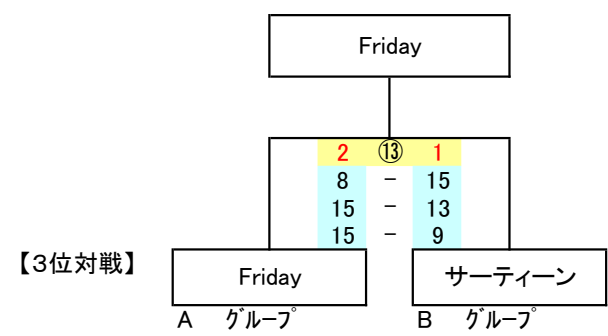 Friday
2 ⑬ 1
8 － 15
15 － 13
15 － 9
【３位対戦】
Friday サーティーン
A ｸﾞﾙｰﾌﾟ B ｸﾞﾙｰﾌﾟ